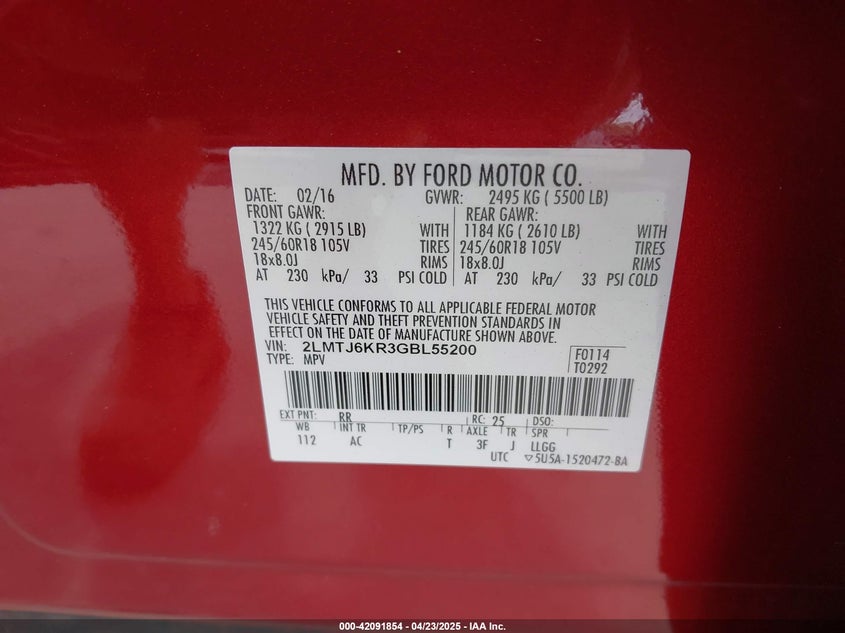 MFD. BY FORD MOTOR CO.
DATE: 02/16 GVWR: 2495 KG ( 5500 LB)
FRONT GAWR: REAR GAWR:
1322 KG ( 2915 LB) WITH 1184 KG ( 2610 LB) WITH
245/60R18 105V TIRES 245/60R18 105V TIRES
18x8.0J RIMS 18x8.0J RIMS
AT 230 kPa/ 33 PSI COLD AT 230 kPa/ 33 PSI COLD
THIS VEHICLE CONFORMS TO ALL APPLICABLE FEDERAL MOTOR
VEHICLE SAFETY AND THEFT PREVENTION STANDARDS IN
EFFECT ON THE DATE OF MANUFACTURE SHOWN ABOVE.
VIN: 2LMTJ6KR3GBL55200 F0114
TYPE: MPV T0292
EXT PNT: RR RC: 25 DSO:
WB INT TR TP/PS R AXLE TR SPR
112 AC T 3F J LLGG
UTC ▽5U5A-1520472-BA
000-42091854 / 04/23/2025 - IAA Inc.